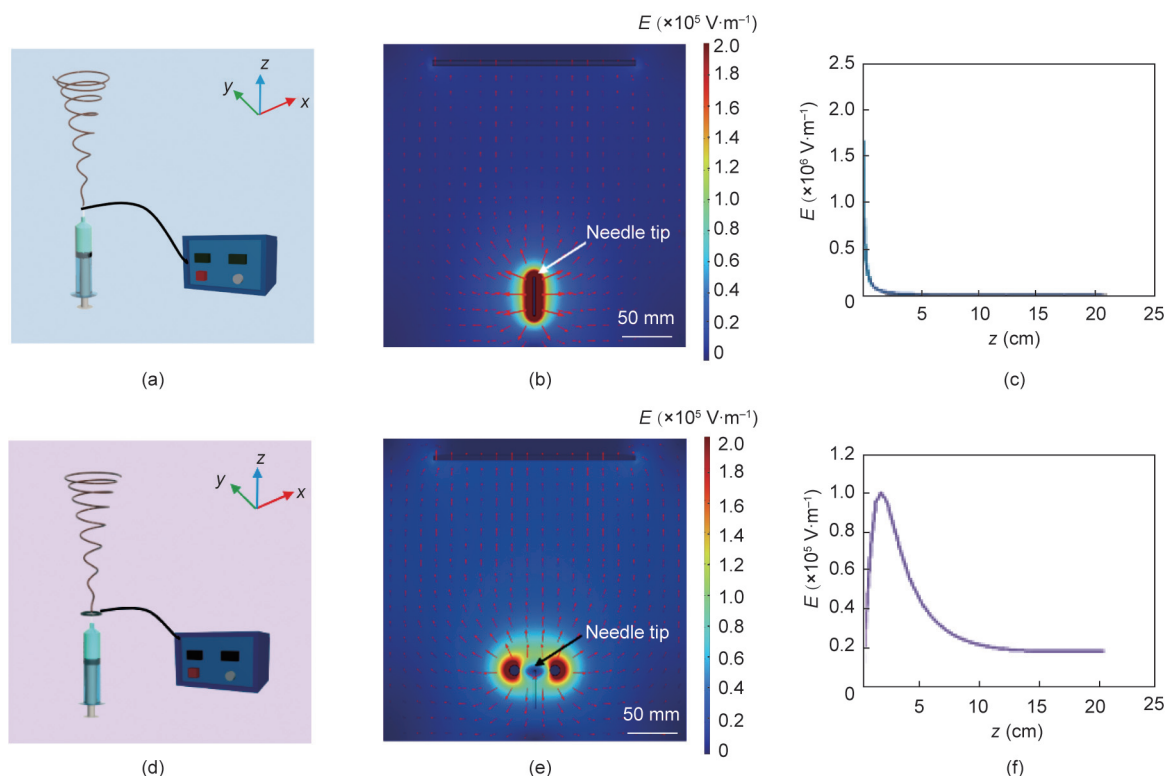 E (×10⁵ V·m⁻¹)
z
y
x
2.0
1.8
1.6
1.4
1.2
1.0
0.8
0.6
0.4
0.2
0
Needle tip
50 mm
E (×10⁶ V·m⁻¹)
2.5
2.0
1.5
1.0
0.5
0
5
10
15
20
25
z (cm)
(a)
(b)
(c)
E (×10⁵ V·m⁻¹)
z
y
x
2.0
1.8
1.6
1.4
1.2
1.0
0.8
0.6
0.4
0.2
0
Needle tip
50 mm
E (×10⁵ V·m⁻¹)
1.2
1.0
0.8
0.6
0.4
0.2
0
5
10
15
20
25
z (cm)
(d)
(e)
(f)